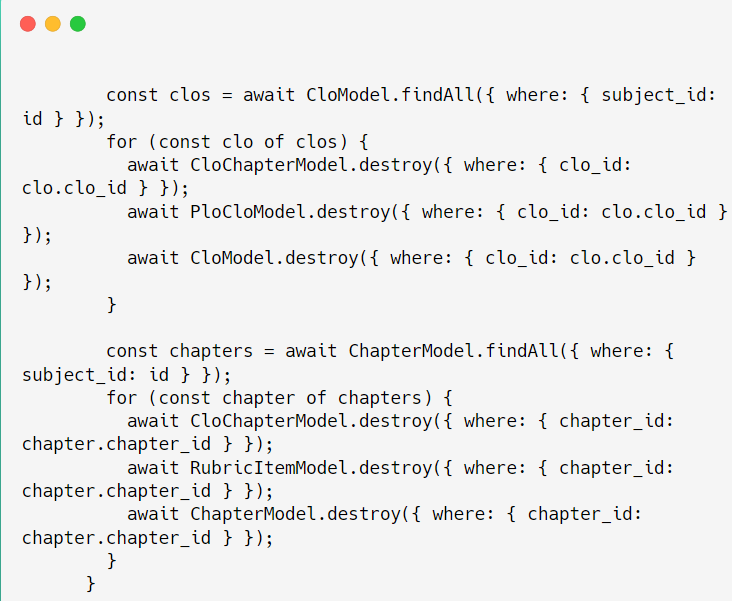 const clos = await CloModel.findAll({ where: { subject_id:
id } });
        for (const clo of clos) {
          await CloChapterModel.destroy({ where: { clo_id:
clo.clo_id } });
          await PloCloModel.destroy({ where: { clo_id: clo.clo_id }
});
          await CloModel.destroy({ where: { clo_id: clo.clo_id }
});
        }

        const chapters = await ChapterModel.findAll({ where: {
subject_id: id } });
        for (const chapter of chapters) {
          await CloChapterModel.destroy({ where: { chapter_id:
chapter.chapter_id } });
          await RubricItemModel.destroy({ where: { chapter_id:
chapter.chapter_id } });
          await ChapterModel.destroy({ where: { chapter_id:
chapter.chapter_id } });
        }
      }